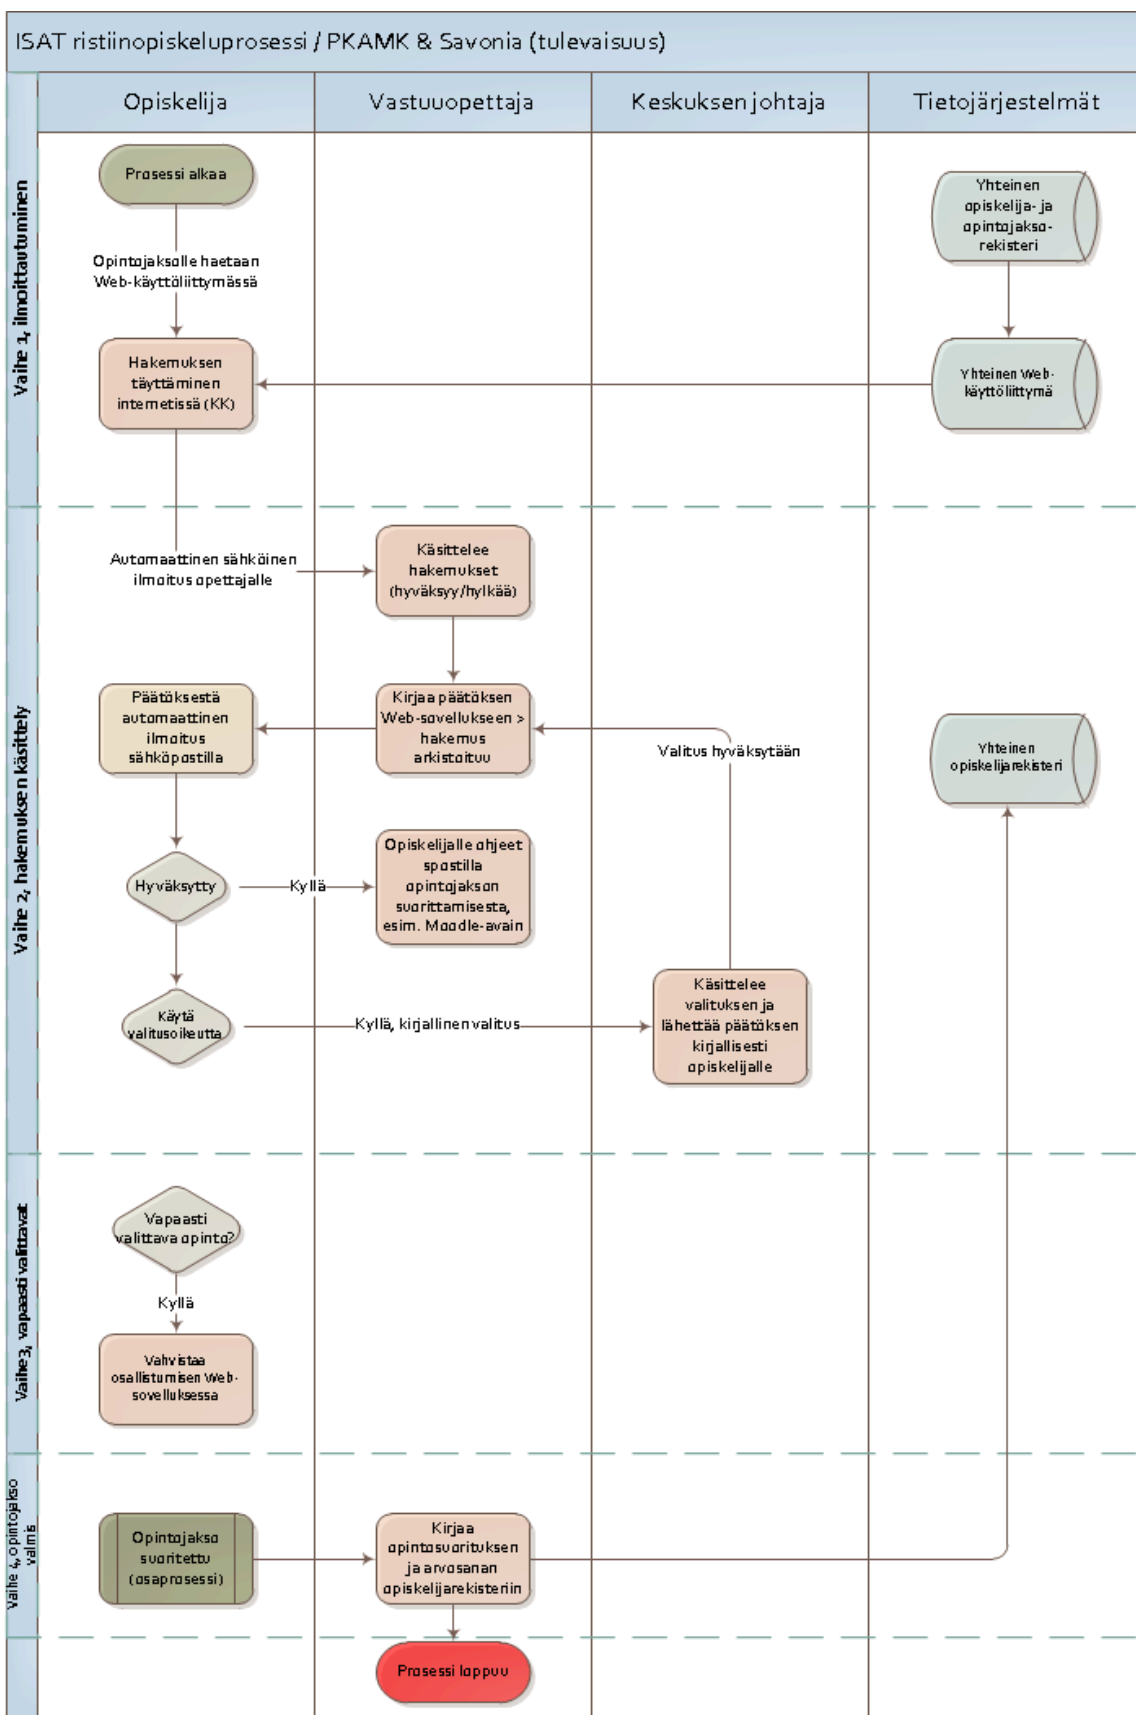 ISAT ristiinopiskeluprosessi / PKAMK & Savonia (tulevaisuus)
Opiskelija
Vastuuopettaja
Keskuksen johtaja
Tietojärjestelmät
Vaihe 1, ilmoittautuminen
Prosessi alkaa
Yhteinen
opiskelija- ja
opintojakso-
rekisteri
Opintojaksolle haetaan
Web-käyttöliittymässä
Hakemuksen
täyttäminen
internetissä (KK)
Yhteinen Web-
käyttöliittymä
Vaihe 2, hakemuksen käsittely
Automaattinen sähköinen
ilmoitus opettajalle
Käsittelee
hakemukset
(hyväksyy/hylkää)
Päätöksestä
automaattinen
ilmoitus
sähköpostilla
Kirjaa päätöksen
Web-sovellukseen >
hakemus
arkistoituu
Valitus hyväksytään
Yhteinen
opiskelijarekisteri
Hyväksytty
Kyllä
Opiskelijalle ohjeet
spostilla
opintojakson
suorittamisesta,
esim. Moodle-avain
Käytä
valitusoikeutta
Kyllä, kirjallinen valitus
Käsittelee
valituksen ja
lähettää päätöksen
kirjallisesti
opiskelijalle
Vaihe 3, vapaasti valittavat
Vapaasti
valittava opinto?
Kyllä
Vahvistaa
osallistumisen Web-
sovelluksessa
Vaihe 4, opintojakso
valmis
Opintojakso
suoritettu
(osaprosessi)
Kirjaa
opintosuorituksen
ja arvosanan
opiskelijarekisteriin
Prosessi loppuu